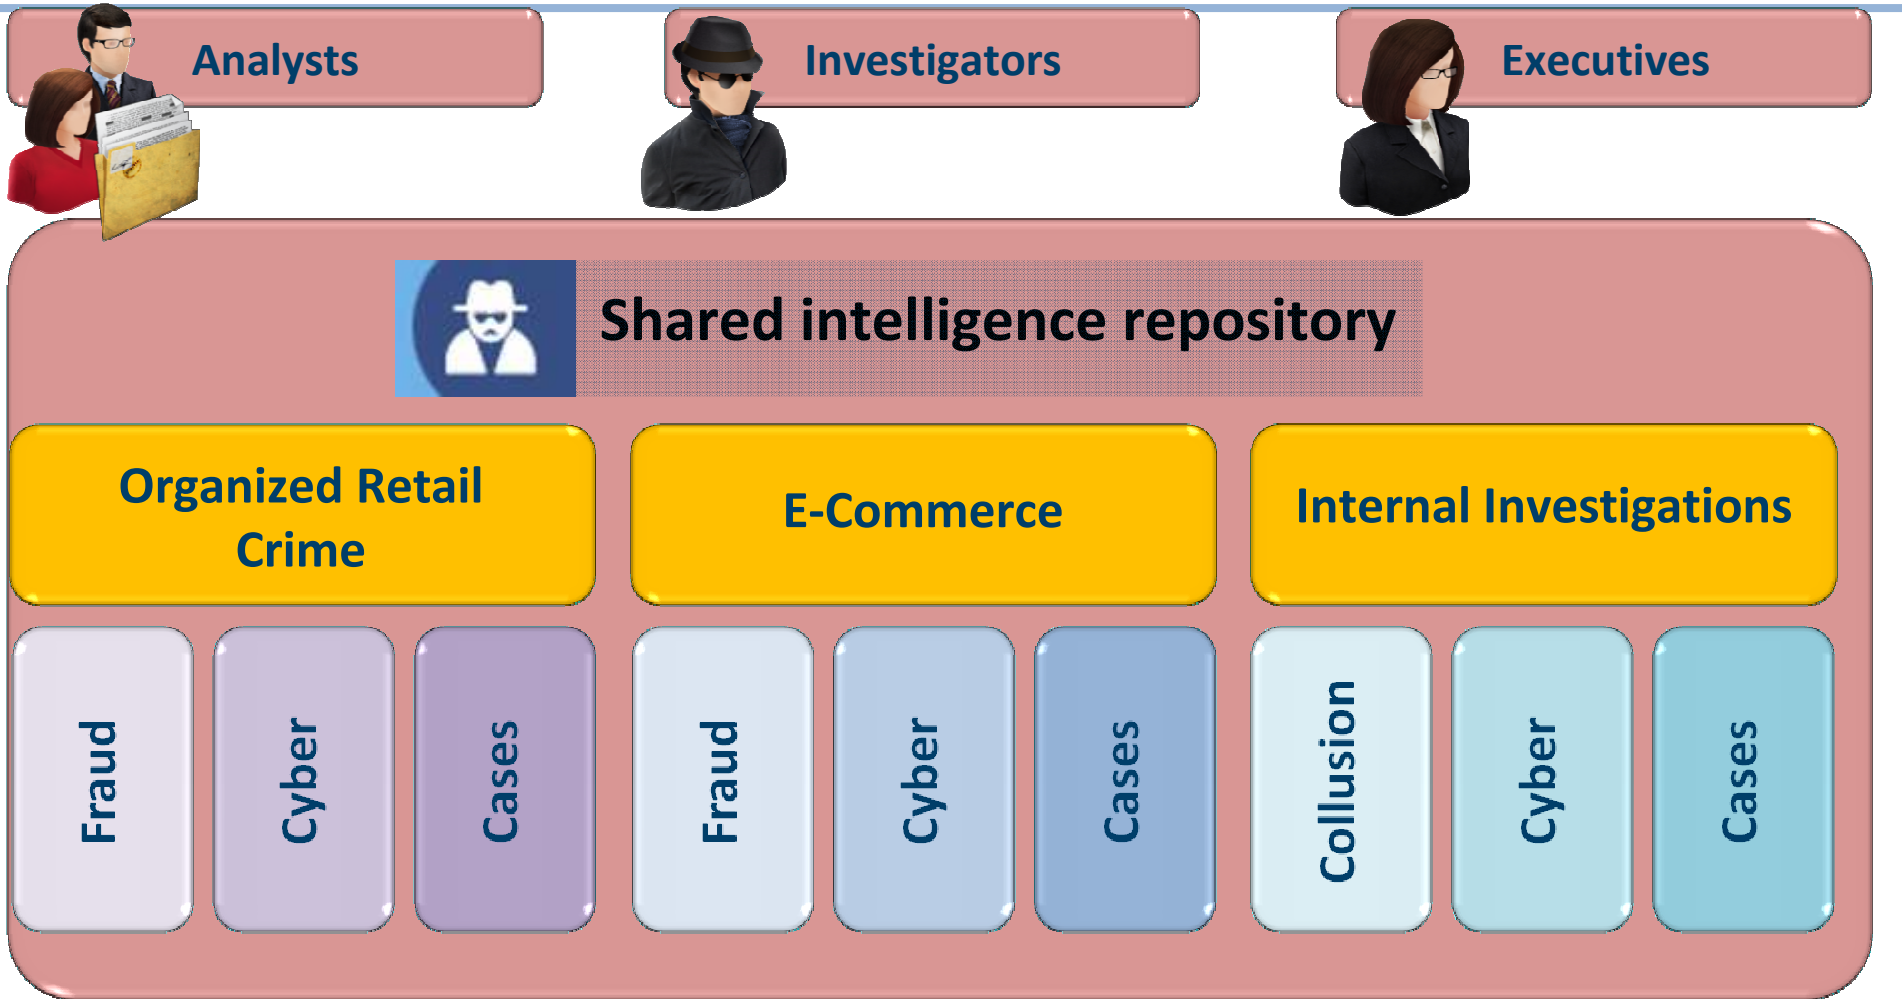 Analysts
Investigators
Executives
Shared intelligence repository
Organized Retail
Crime
E-Commerce
Internal Investigations
Fraud
Cyber
Cases
Fraud
Cyber
Cases
Collusion
Cyber
Cases